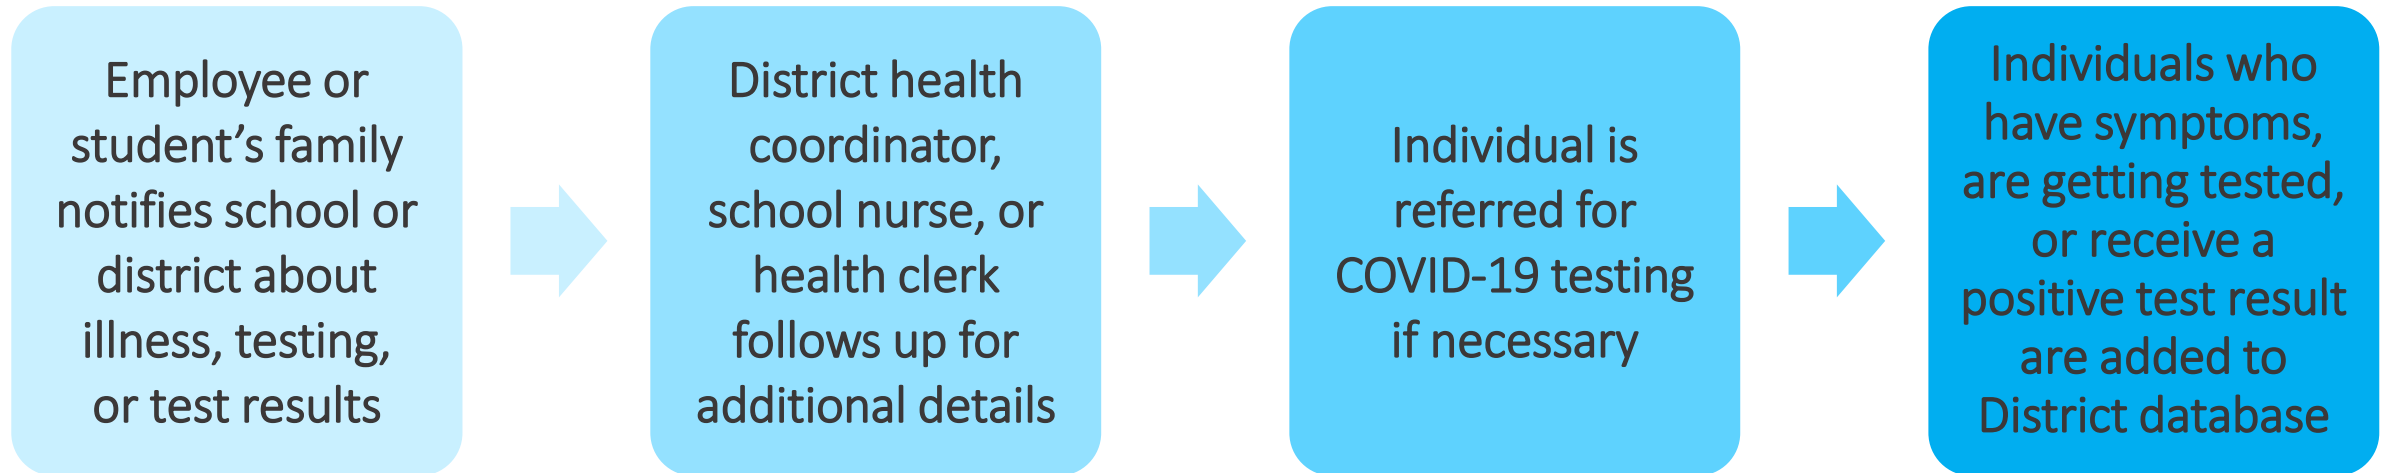 Employee or
student’s family
notifies school or
district about
illness, testing,
or test results
District health
coordinator,
school nurse, or
health clerk
follows up for
additional details
Individual is
referred for
COVID-19 testing
if necessary
Individuals who
have symptoms,
are getting tested,
or receive a
positive test result
are added to
District database